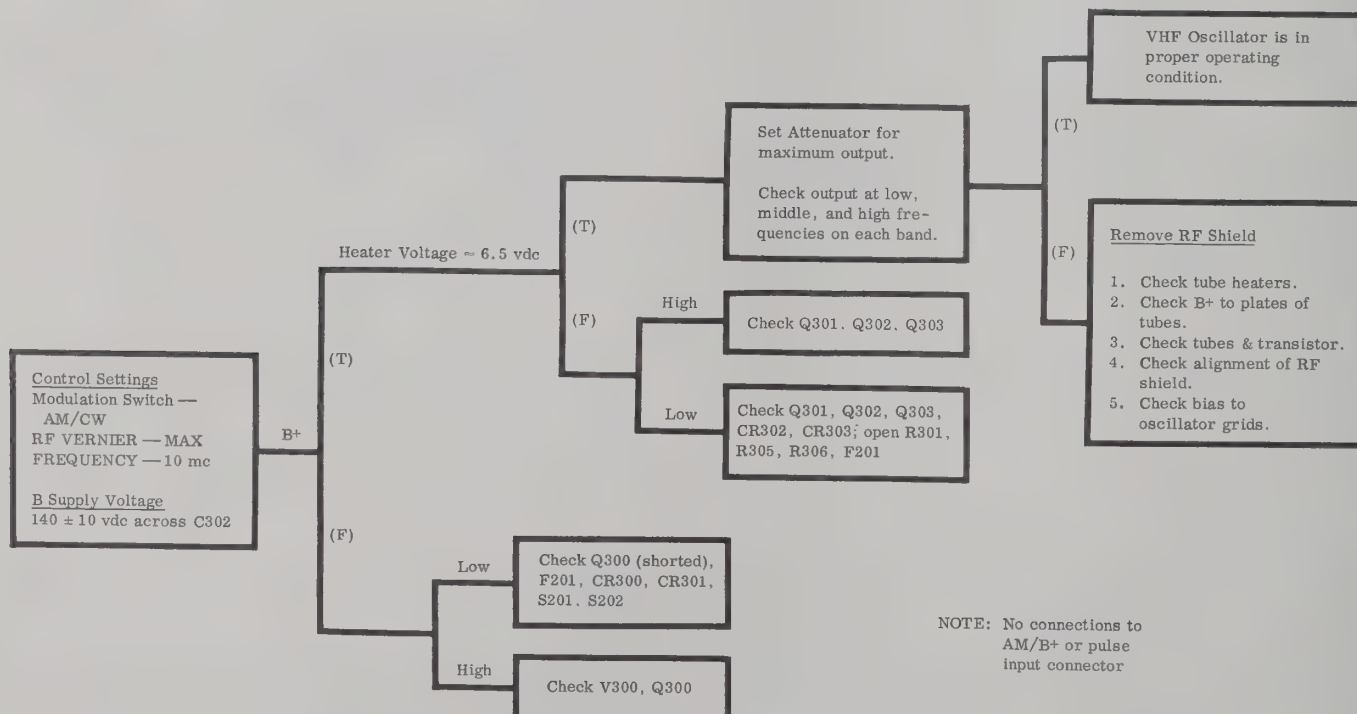 Control Settings
Modulation Switch —
AM/CW
RF VERNIER — MAX
FREQUENCY — 10 mc
B Supply Voltage
140 ± 10 vdc across C302
B+
(T)
(F)
Heater Voltage ≈ 6.5 vdc
(T)
(F)
Set Attenuator for
maximum output.
Check output at low,
middle, and high fre-
quencies on each band.
(T)
(F)
VHF Oscillator is in
proper operating
condition.
Remove RF Shield
1. Check tube heaters.
2. Check B+ to plates of
tubes.
3. Check tubes & transistor.
4. Check alignment of RF
shield.
5. Check bias to
oscillator grids.
High
Check Q301, Q302, Q303
Low
Check Q301, Q302, Q303,
CR302, CR303; open R301,
R305, R306, F201
Low
Check Q300 (shorted),
F201, CR300, CR301,
S201, S202
High
Check V300, Q300
NOTE: No connections to
AM/B+ or pulse
input connector